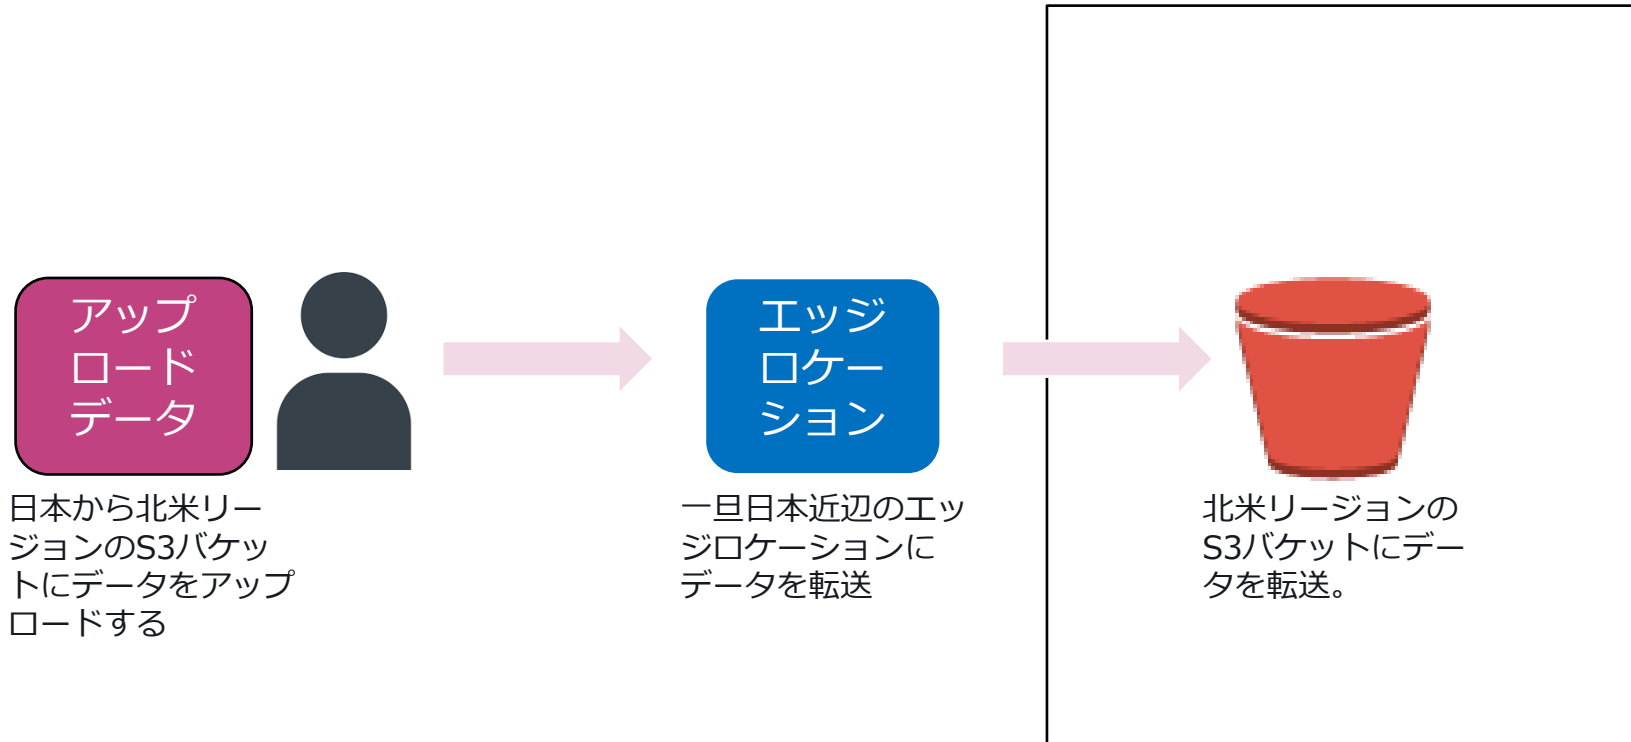 アップ
ロード
データ
日本から北米リー
ジョンのS3バケッ
トにデータをアップ
ロードする
エッジ
ロケー
ション
一旦日本近辺のエッ
ジロケーションに
データを転送
北米リージョンの
S3バケットにデー
タを転送。